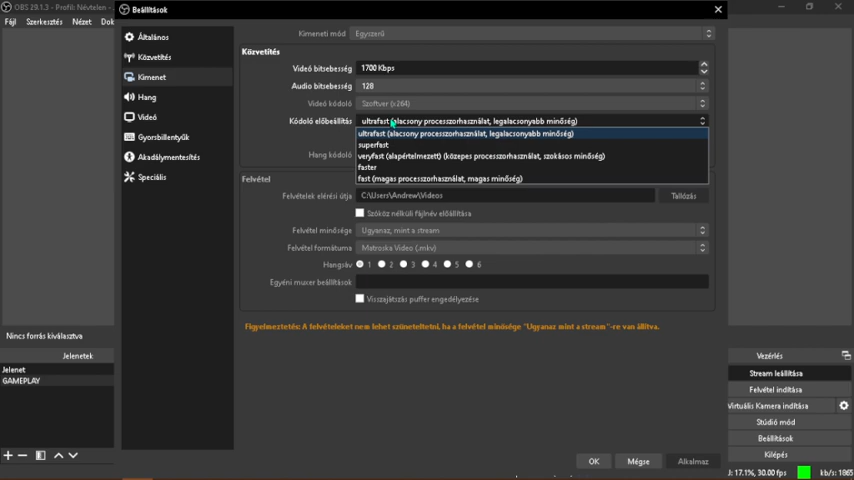 OBS 29.1.3 - Profil: Névtelen -
Fájl Szerkesztés Nézet Dok
Beállítások
Általános
Közvetítés
Kimenet
Hang
Videó
Gyorsbillentyűk
Akadálymentesítés
Speciális
Kimeneti mód Egyszerű
Közvetítés
Videó bitsebesség 1700 Kbps
Audio bitsebesség 128
Videó kódoló Szoftver (x264)
Kódoló előbeállítás ultrafast (alacsony processzorhasználat, legalacsonyabb minőség)
ultrafast (alacsony processzorhasználat, legalacsonyabb minőség)
superfast
veryfast (alapértelmezett) (közepes processzorhasználat, szokásos minőség)
faster
fast (magas processzorhasználat, magas minőség)
Hang kódoló
Felvétel
Felvételek elérési útja C:\Users\Andrew\Videos Tallózás
Szóköz nélküli fájlnév előállítása
Felvétel minősége Ugyanaz, mint a stream
Felvétel formátuma Matroska Video (.mkv)
Hangsáv 1 2 3 4 5 6
Egyéni muxer beállítások
Visszajátszás puffer engedélyezése
Figyelmeztetés: A felvételeket nem lehet szüneteltetni, ha a felvétel minősége "Ugyanaz mint a stream"-re van állítva.
Nincs forrás kiválasztva
Jelenetek
Jelenet
GAMEPLAY
Vezérlés
Stream leállítása
Felvétel indítása
Virtuális Kamera indítása
Stúdió mód
Beállítások
Kilépés
OK Mégse Alkalmaz
J: 17.1%, 30.00 fps kb/s: 1865